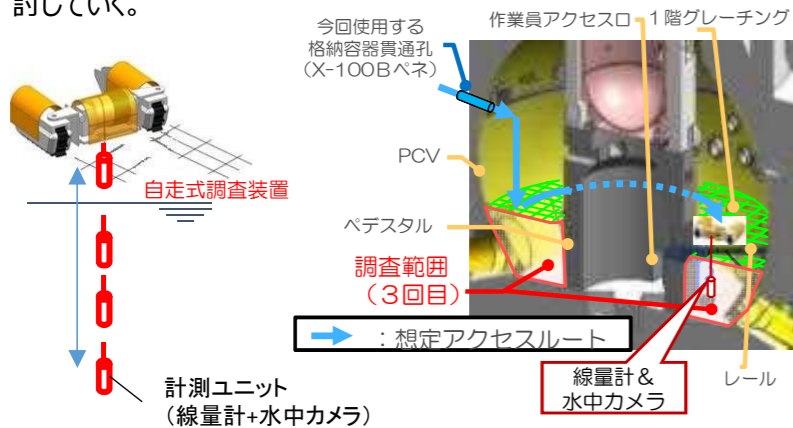 討していく。
今回使用する
格納容器貫通孔
（X-100Bペネ）
作業員アクセス口
1階グレーチング
PCV
自走式調査装置
ペデスタル
調査範囲
（3回目）
：想定アクセスルート
線量計＆
水中カメラ
レール
計測ユニット
（線量計+水中カメラ）